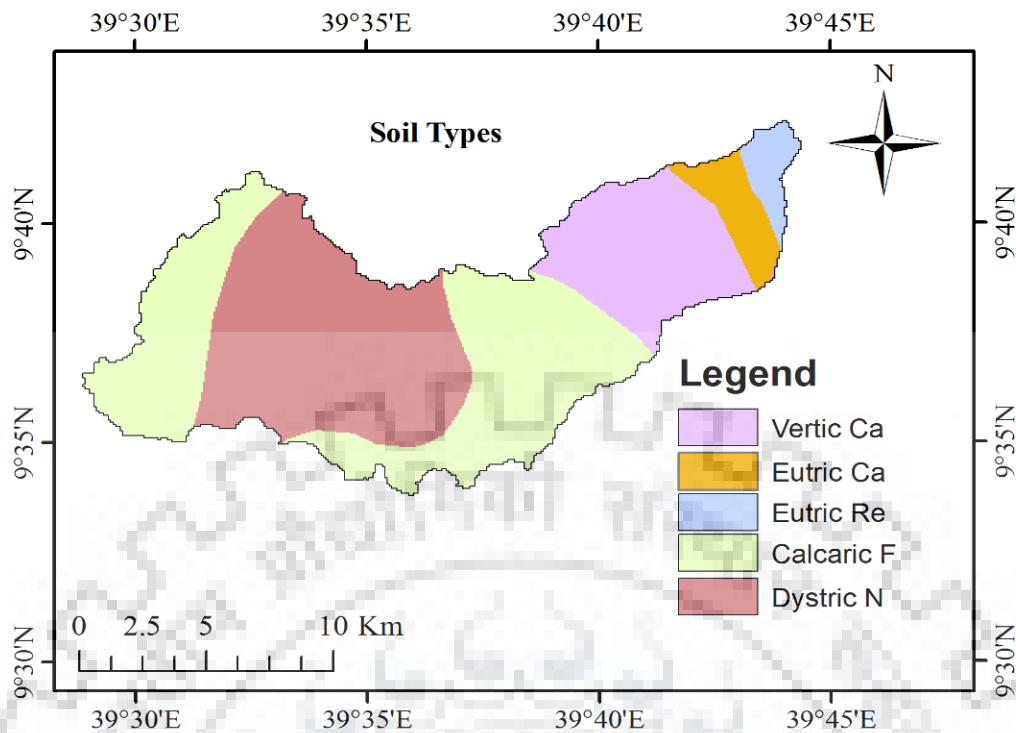 39°30'E 39°35'E 39°40'E 39°45'E
N
Soil Types
9°40'N 9°40'N
9°35'N 9°35'N
Legend
Vertic Ca
Eutric Ca
Eutric Re
Calcaric F
Dystric N
0 2.5 5 10 Km
9°30'N 9°30'N
39°30'E 39°35'E 39°40'E 39°45'E